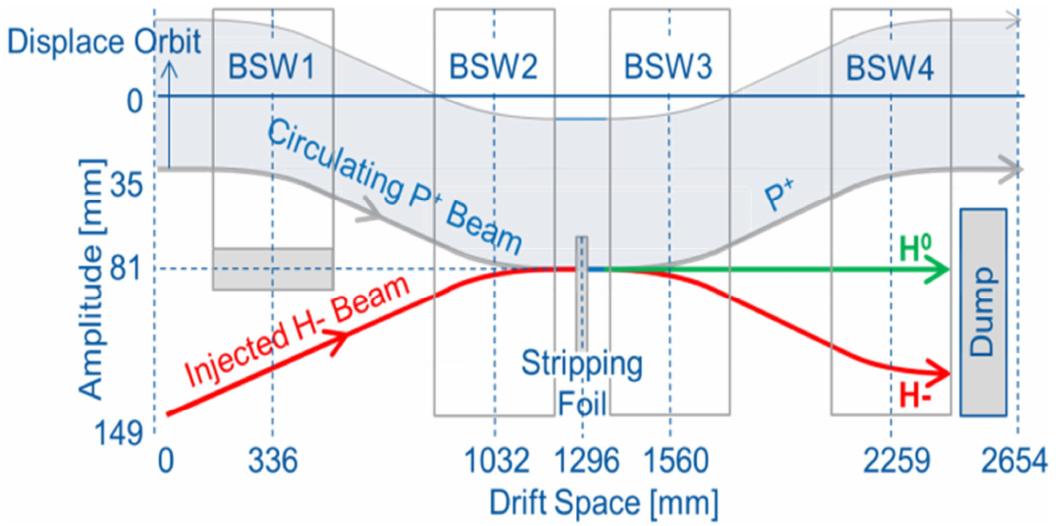 Displace Orbit
BSW1
BSW2
BSW3
BSW4
0
Circulating P⁺ Beam
P⁺
35
81
H⁰
Injected H- Beam
Stripping
Foil
H-
Dump
149
Amplitude [mm]
0
336
1032
1296
1560
2259
2654
Drift Space [mm]